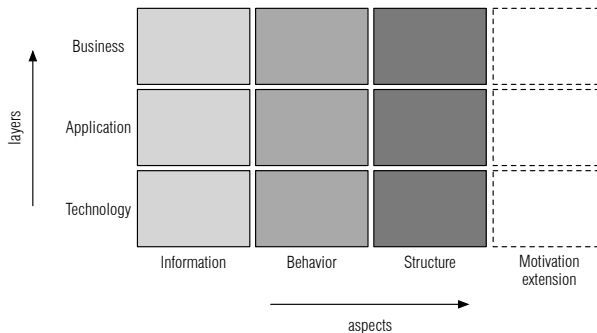 Business
layers
Application
Technology
Information
Behavior
Structure
Motivation
extension
aspects